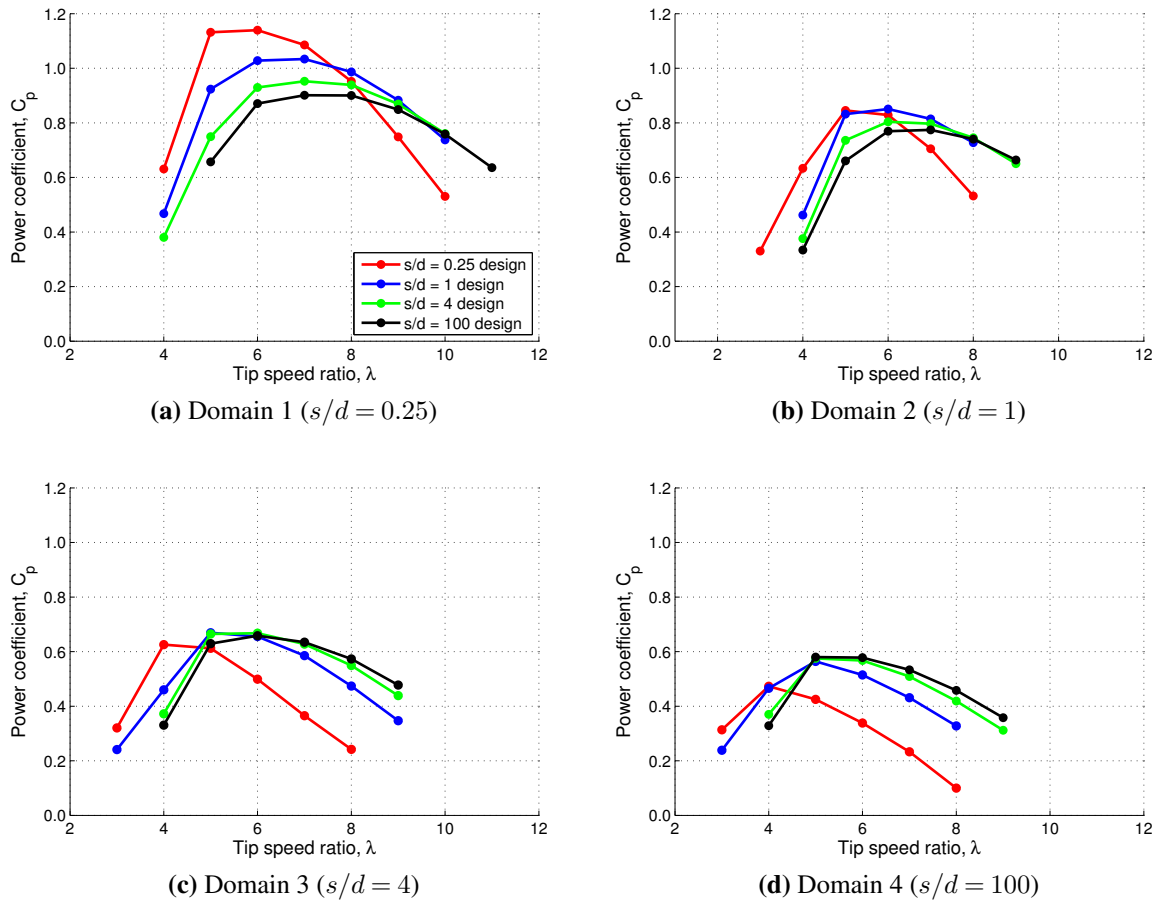 1.2
1.0
0.8
0.6
0.4
0.2
0.0
2 4 6 8 10 12
Power coefficient, C_p
Tip speed ratio, λ
s/d = 0.25 design
s/d = 1 design
s/d = 4 design
s/d = 100 design
(a) Domain 1 (s/d = 0.25)
1.2
1.0
0.8
0.6
0.4
0.2
0.0
2 4 6 8 10 12
Power coefficient, C_p
Tip speed ratio, λ
(b) Domain 2 (s/d = 1)
1.2
1.0
0.8
0.6
0.4
0.2
0.0
2 4 6 8 10 12
Power coefficient, C_p
Tip speed ratio, λ
(c) Domain 3 (s/d = 4)
1.2
1.0
0.8
0.6
0.4
0.2
0.0
2 4 6 8 10 12
Power coefficient, C_p
Tip speed ratio, λ
(d) Domain 4 (s/d = 100)